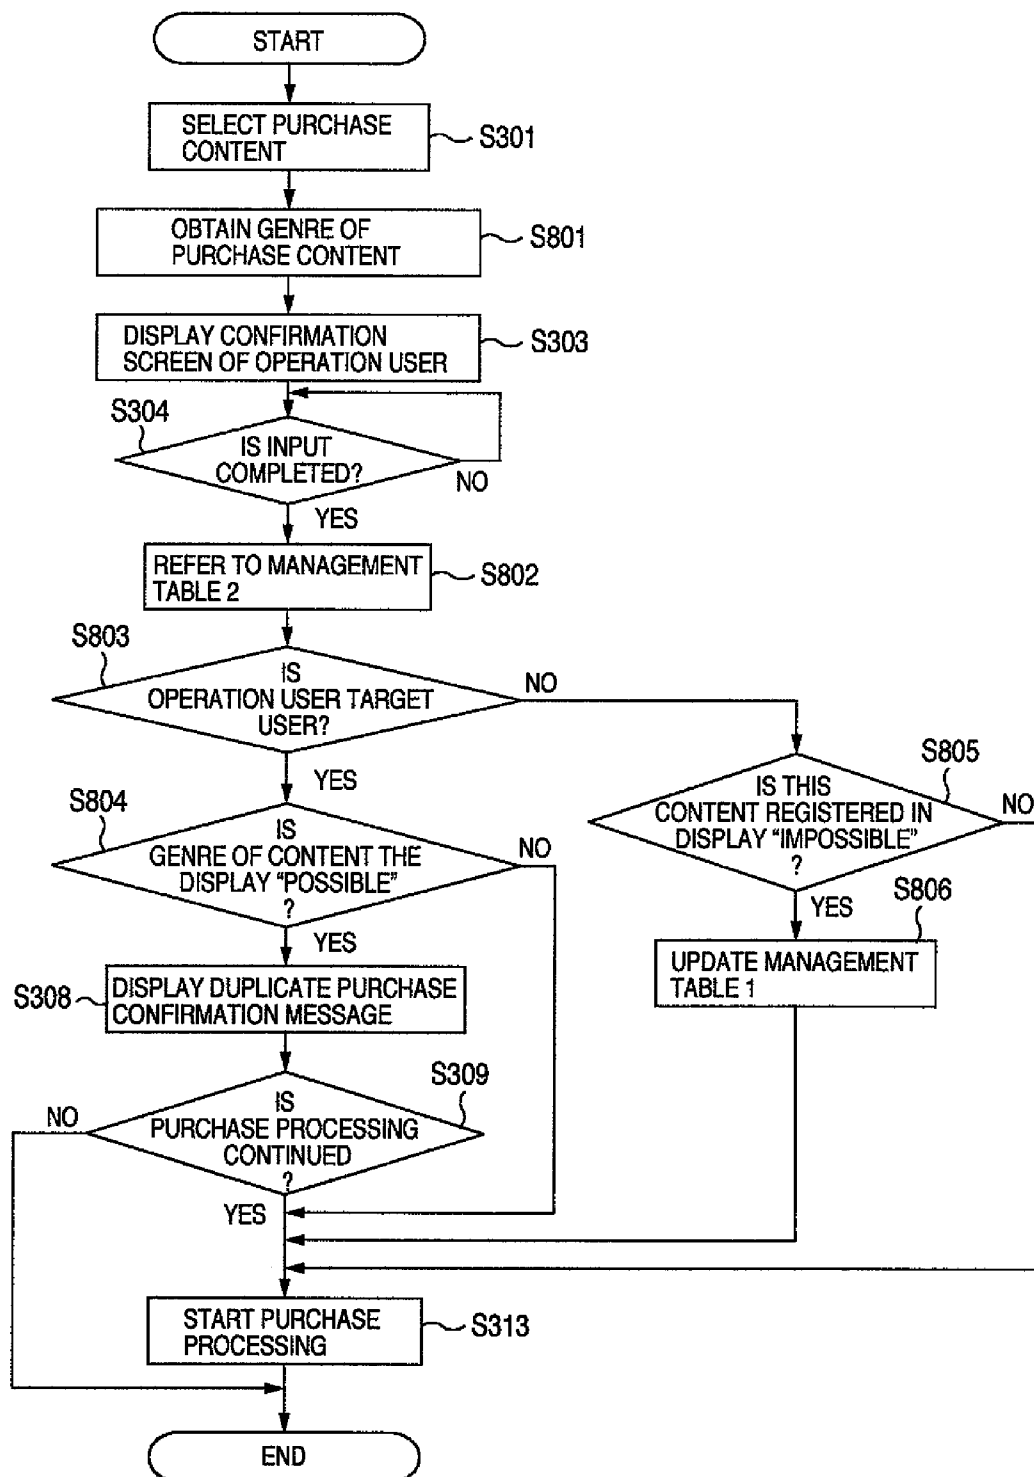 START
SELECT PURCHASE
CONTENT
S301
OBTAIN GENRE OF
PURCHASE CONTENT
S801
DISPLAY CONFIRMATION
SCREEN OF OPERATION USER
S303
S304
IS INPUT
COMPLETED?
NO
YES
REFER TO MANAGEMENT
TABLE 2
S802
S803
IS
OPERATION USER TARGET
USER?
NO
YES
S805
IS THIS
CONTENT REGISTERED IN
DISPLAY “IMPOSSIBLE”
?
NO
YES
S804
IS
GENRE OF CONTENT THE
DISPLAY “POSSIBLE”
?
NO
YES
S806
UPDATE MANAGEMENT
TABLE 1
S308
DISPLAY DUPLICATE PURCHASE
CONFIRMATION MESSAGE
S309
IS
PURCHASE PROCESSING
CONTINUED
?
NO
YES
START PURCHASE
PROCESSING
S313
END